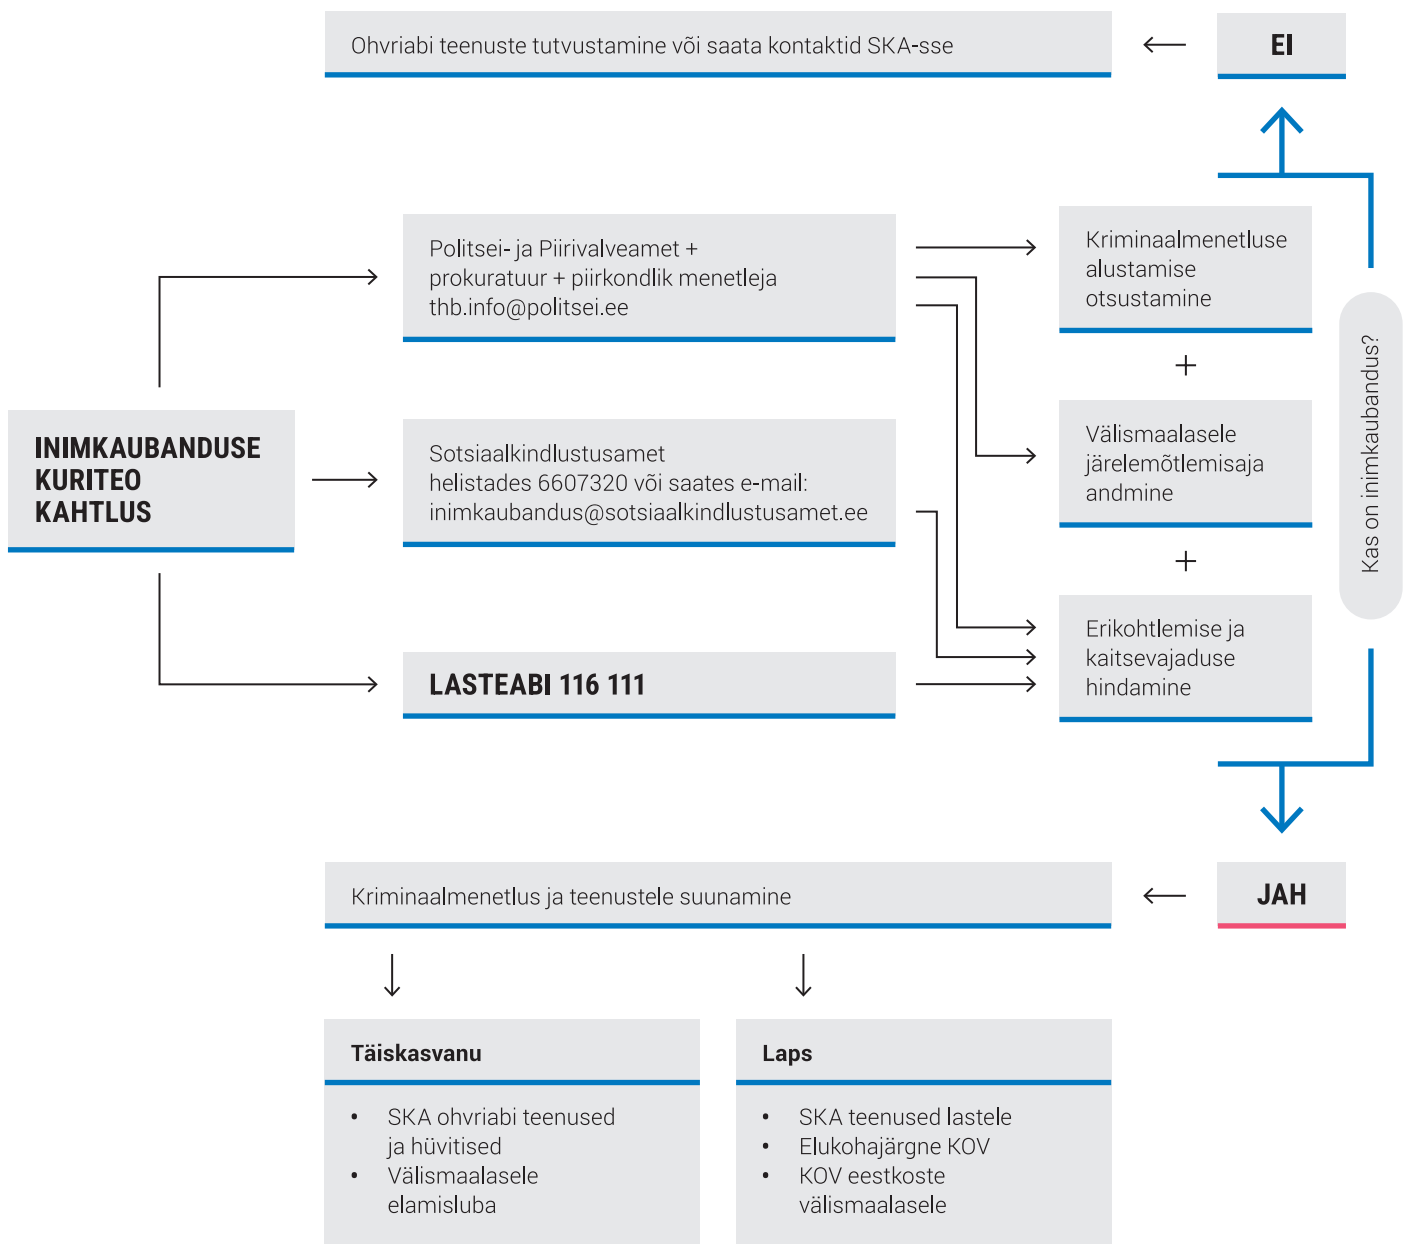 Ohvriabi teenuste tutvustamine või saata kontaktid SKA-sse
EI
Politsei- ja Piirivalveamet +
prokuratuur + piirkondlik menetleja
thb.info@politsei.ee
Kriminaalmenetluse
alustamise
otsustamine
+
INIMKAUBANDUSE
KURITEO
KAHTLUS
Sotsiaalkindlustusamet
helistades 6607320 või saates e-mail:
inimkaubandus@sotsiaalkindlustusamet.ee
Välismaalasele
järelemõtlemisaja
andmine
+
Kas on inimkaubandus?
LASTEABI 116 111
Erikohtlemise ja
kaitsevajaduse
hindamine
Kriminaalmenetlus ja teenustele suunamine
JAH
Täiskasvanu
• SKA ohvriabi teenused
ja hüvitised
• Välismaalasele
elamisluba
Laps
• SKA teenused lastele
• Elukohajärgne KOV
• KOV eestkoste
välismaalasele